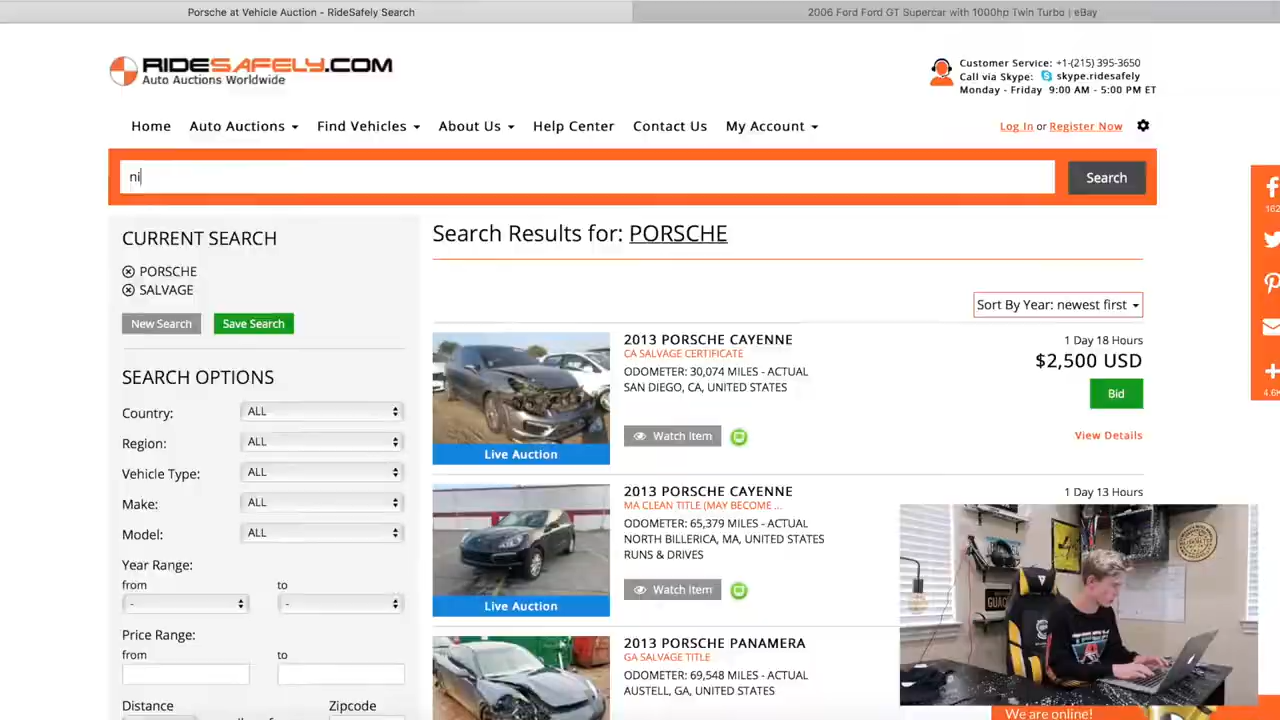 Porsche at Vehicle Auction - RideSafely Search
2006 Ford Ford GT Supercar with 1000hp Twin Turbo | eBay
RIDESAFELY.COM
Auto Auctions Worldwide
Customer Service: +1-(215) 395-3650
Call via Skype: skype.ridesafely
Monday - Friday 9:00 AM - 5:00 PM ET
Home Auto Auctions Find Vehicles About Us Help Center Contact Us My Account
Log In or Register Now
ni
Search
CURRENT SEARCH
PORSCHE
SALVAGE
New Search Save Search
SEARCH OPTIONS
Country: ALL
Region: ALL
Vehicle Type: ALL
Make: ALL
Model: ALL
Year Range:
from to
- -
Price Range:
from to
Distance Zipcode
Search Results for: PORSCHE
Sort By Year: newest first
2013 PORSCHE CAYENNE
CA SALVAGE CERTIFICATE
ODOMETER: 30,074 MILES - ACTUAL
SAN DIEGO, CA, UNITED STATES
Watch Item
Live Auction
1 Day 18 Hours
$2,500 USD
Bid
View Details
2013 PORSCHE CAYENNE
MA CLEAN TITLE (MAY BECOME ...
ODOMETER: 65,379 MILES - ACTUAL
NORTH BILLERICA, MA, UNITED STATES
RUNS & DRIVES
Watch Item
Live Auction
1 Day 13 Hours
2013 PORSCHE PANAMERA
GA SALVAGE TITLE
ODOMETER: 69,548 MILES - ACTUAL
AUSTELL, GA, UNITED STATES
162
4.6K
We are online!